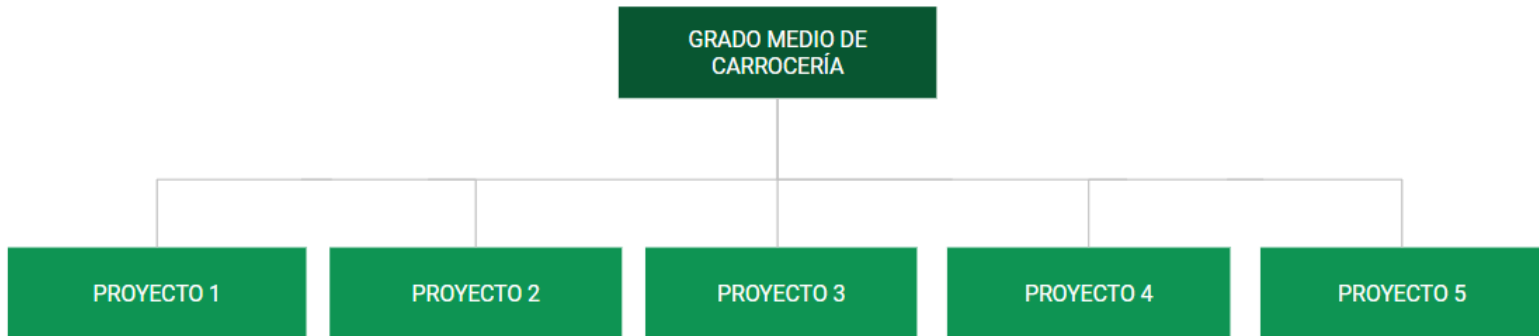 GRADO MEDIO DE
CARROCERÍA
PROYECTO 1
PROYECTO 2
PROYECTO 3
PROYECTO 4
PROYECTO 5